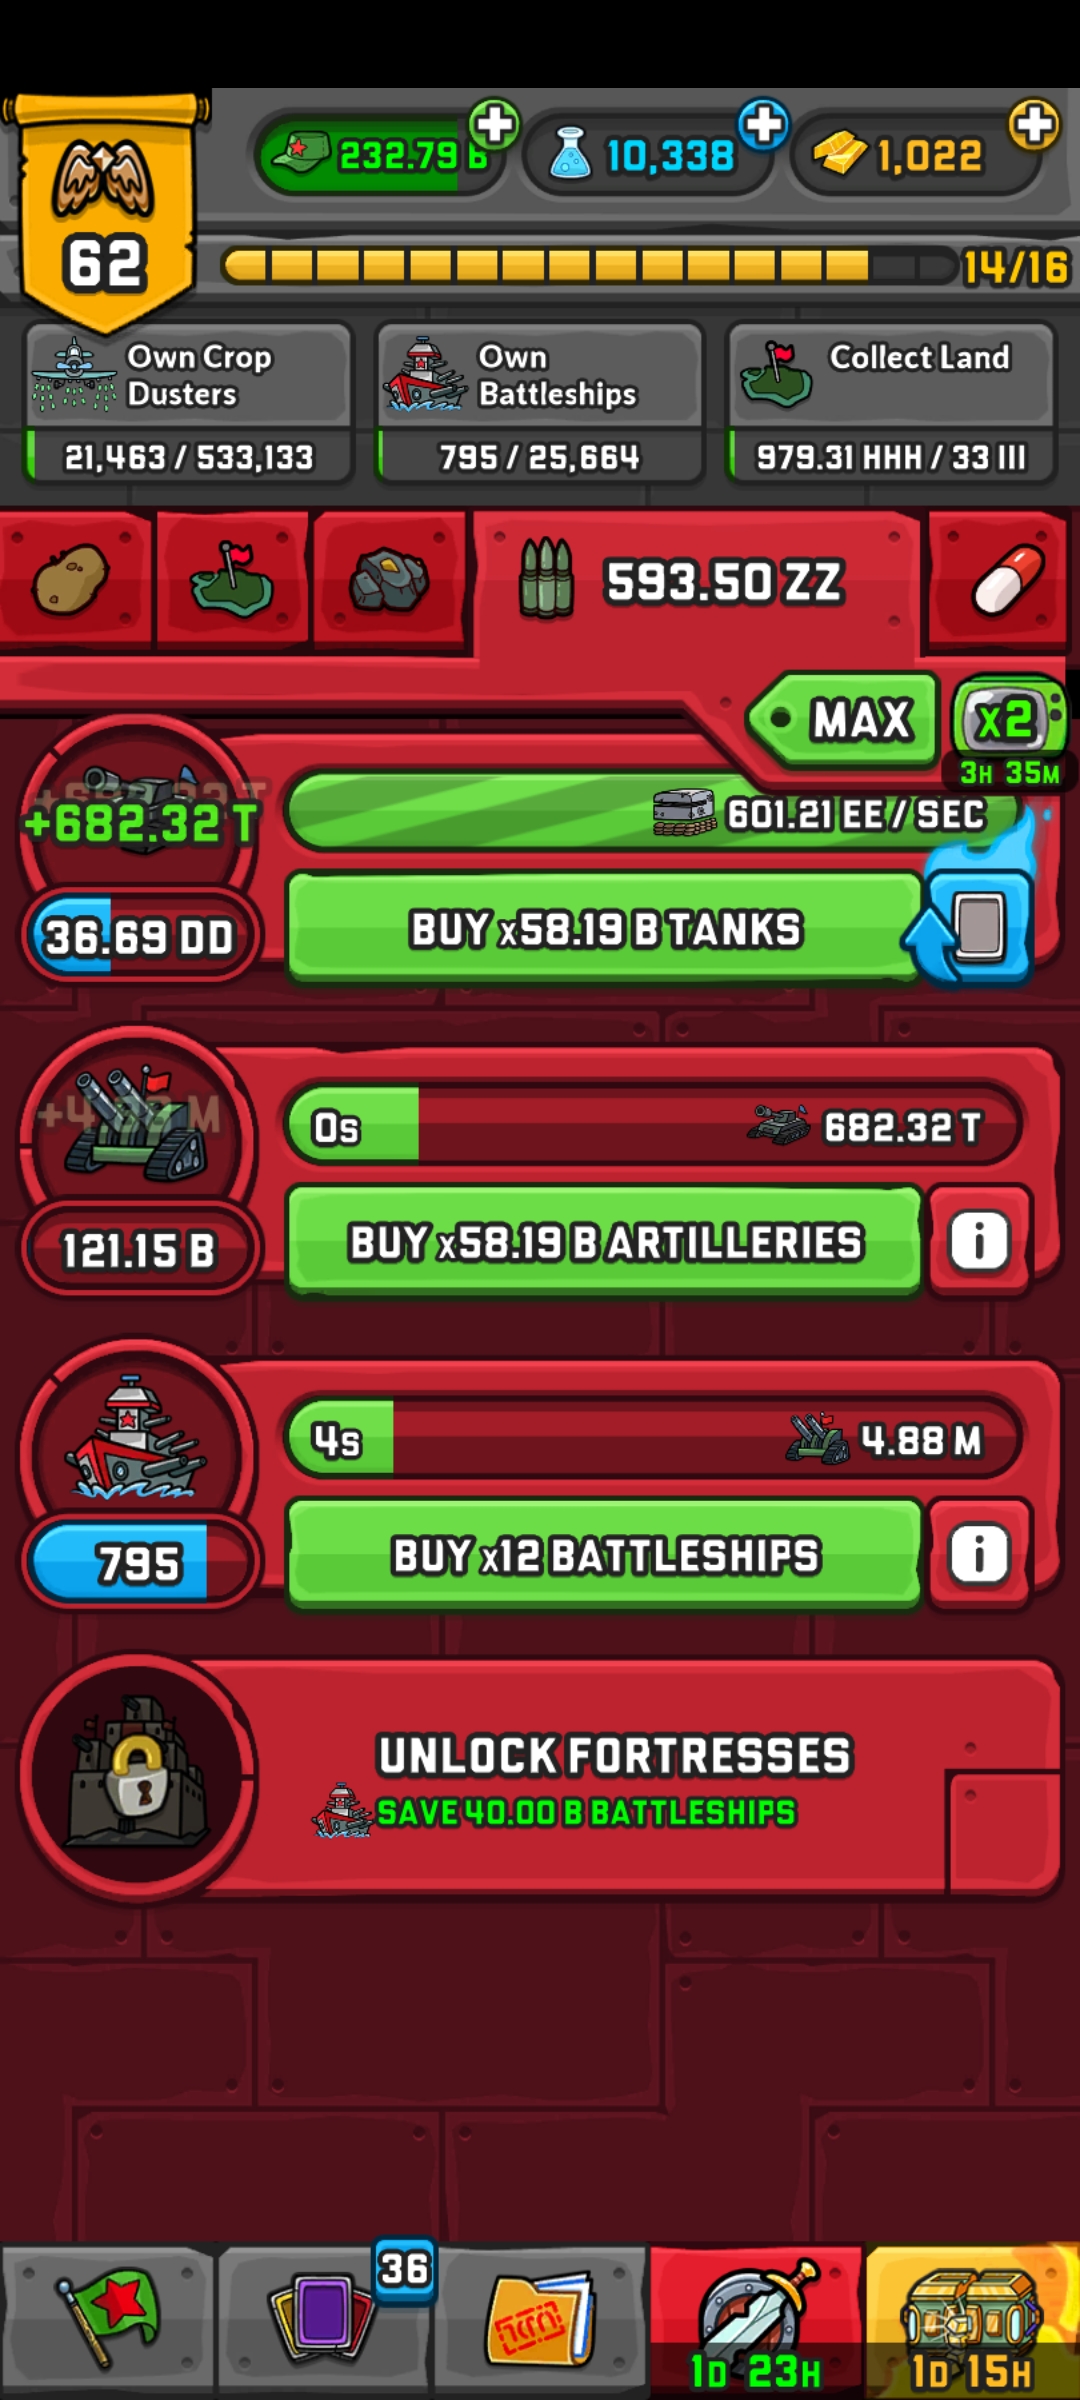 62
232.79 B
10,338
1,022
14/16
Own Crop Dusters
21,463 / 533,133
Own Battleships
795 / 25,664
Collect Land
979.31 HHH / 33 III
593.50 ZZ
MAX
x2
3H 35M
+682.32 T
601.21 EE / SEC
36.69 DD
BUY x58.19 B TANKS
0s
682.32 T
121.15 B
BUY x58.19 B ARTILLERIES
i
4s
4.88 M
795
BUY x12 BATTLESHIPS
i
UNLOCK FORTRESSES
SAVE 40.00 B BATTLESHIPS
36
1D 23H
1D 15H